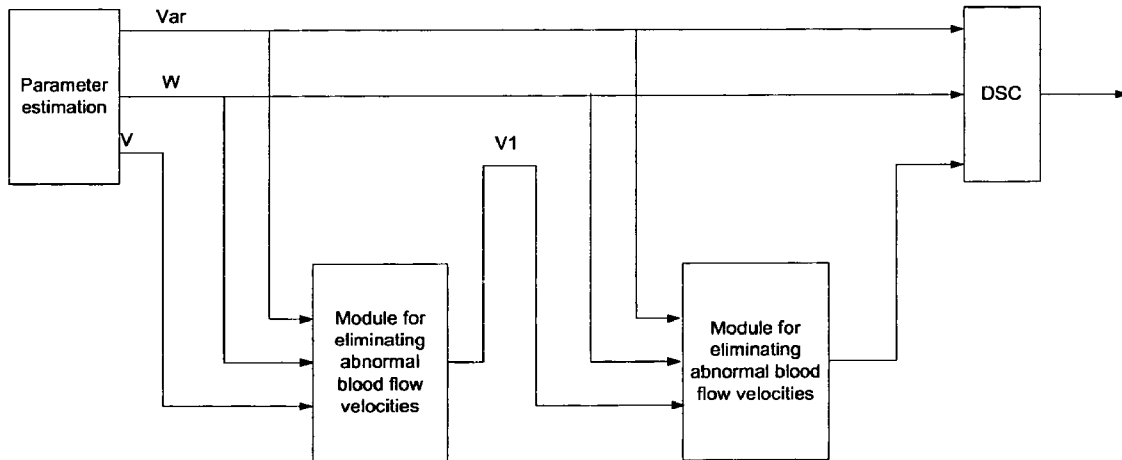 Var
Parameter
estimation
W
V
V1
DSC
Module for
eliminating
abnormal
blood flow
velocities
Module for
eliminating
abnormal blood
flow velocities